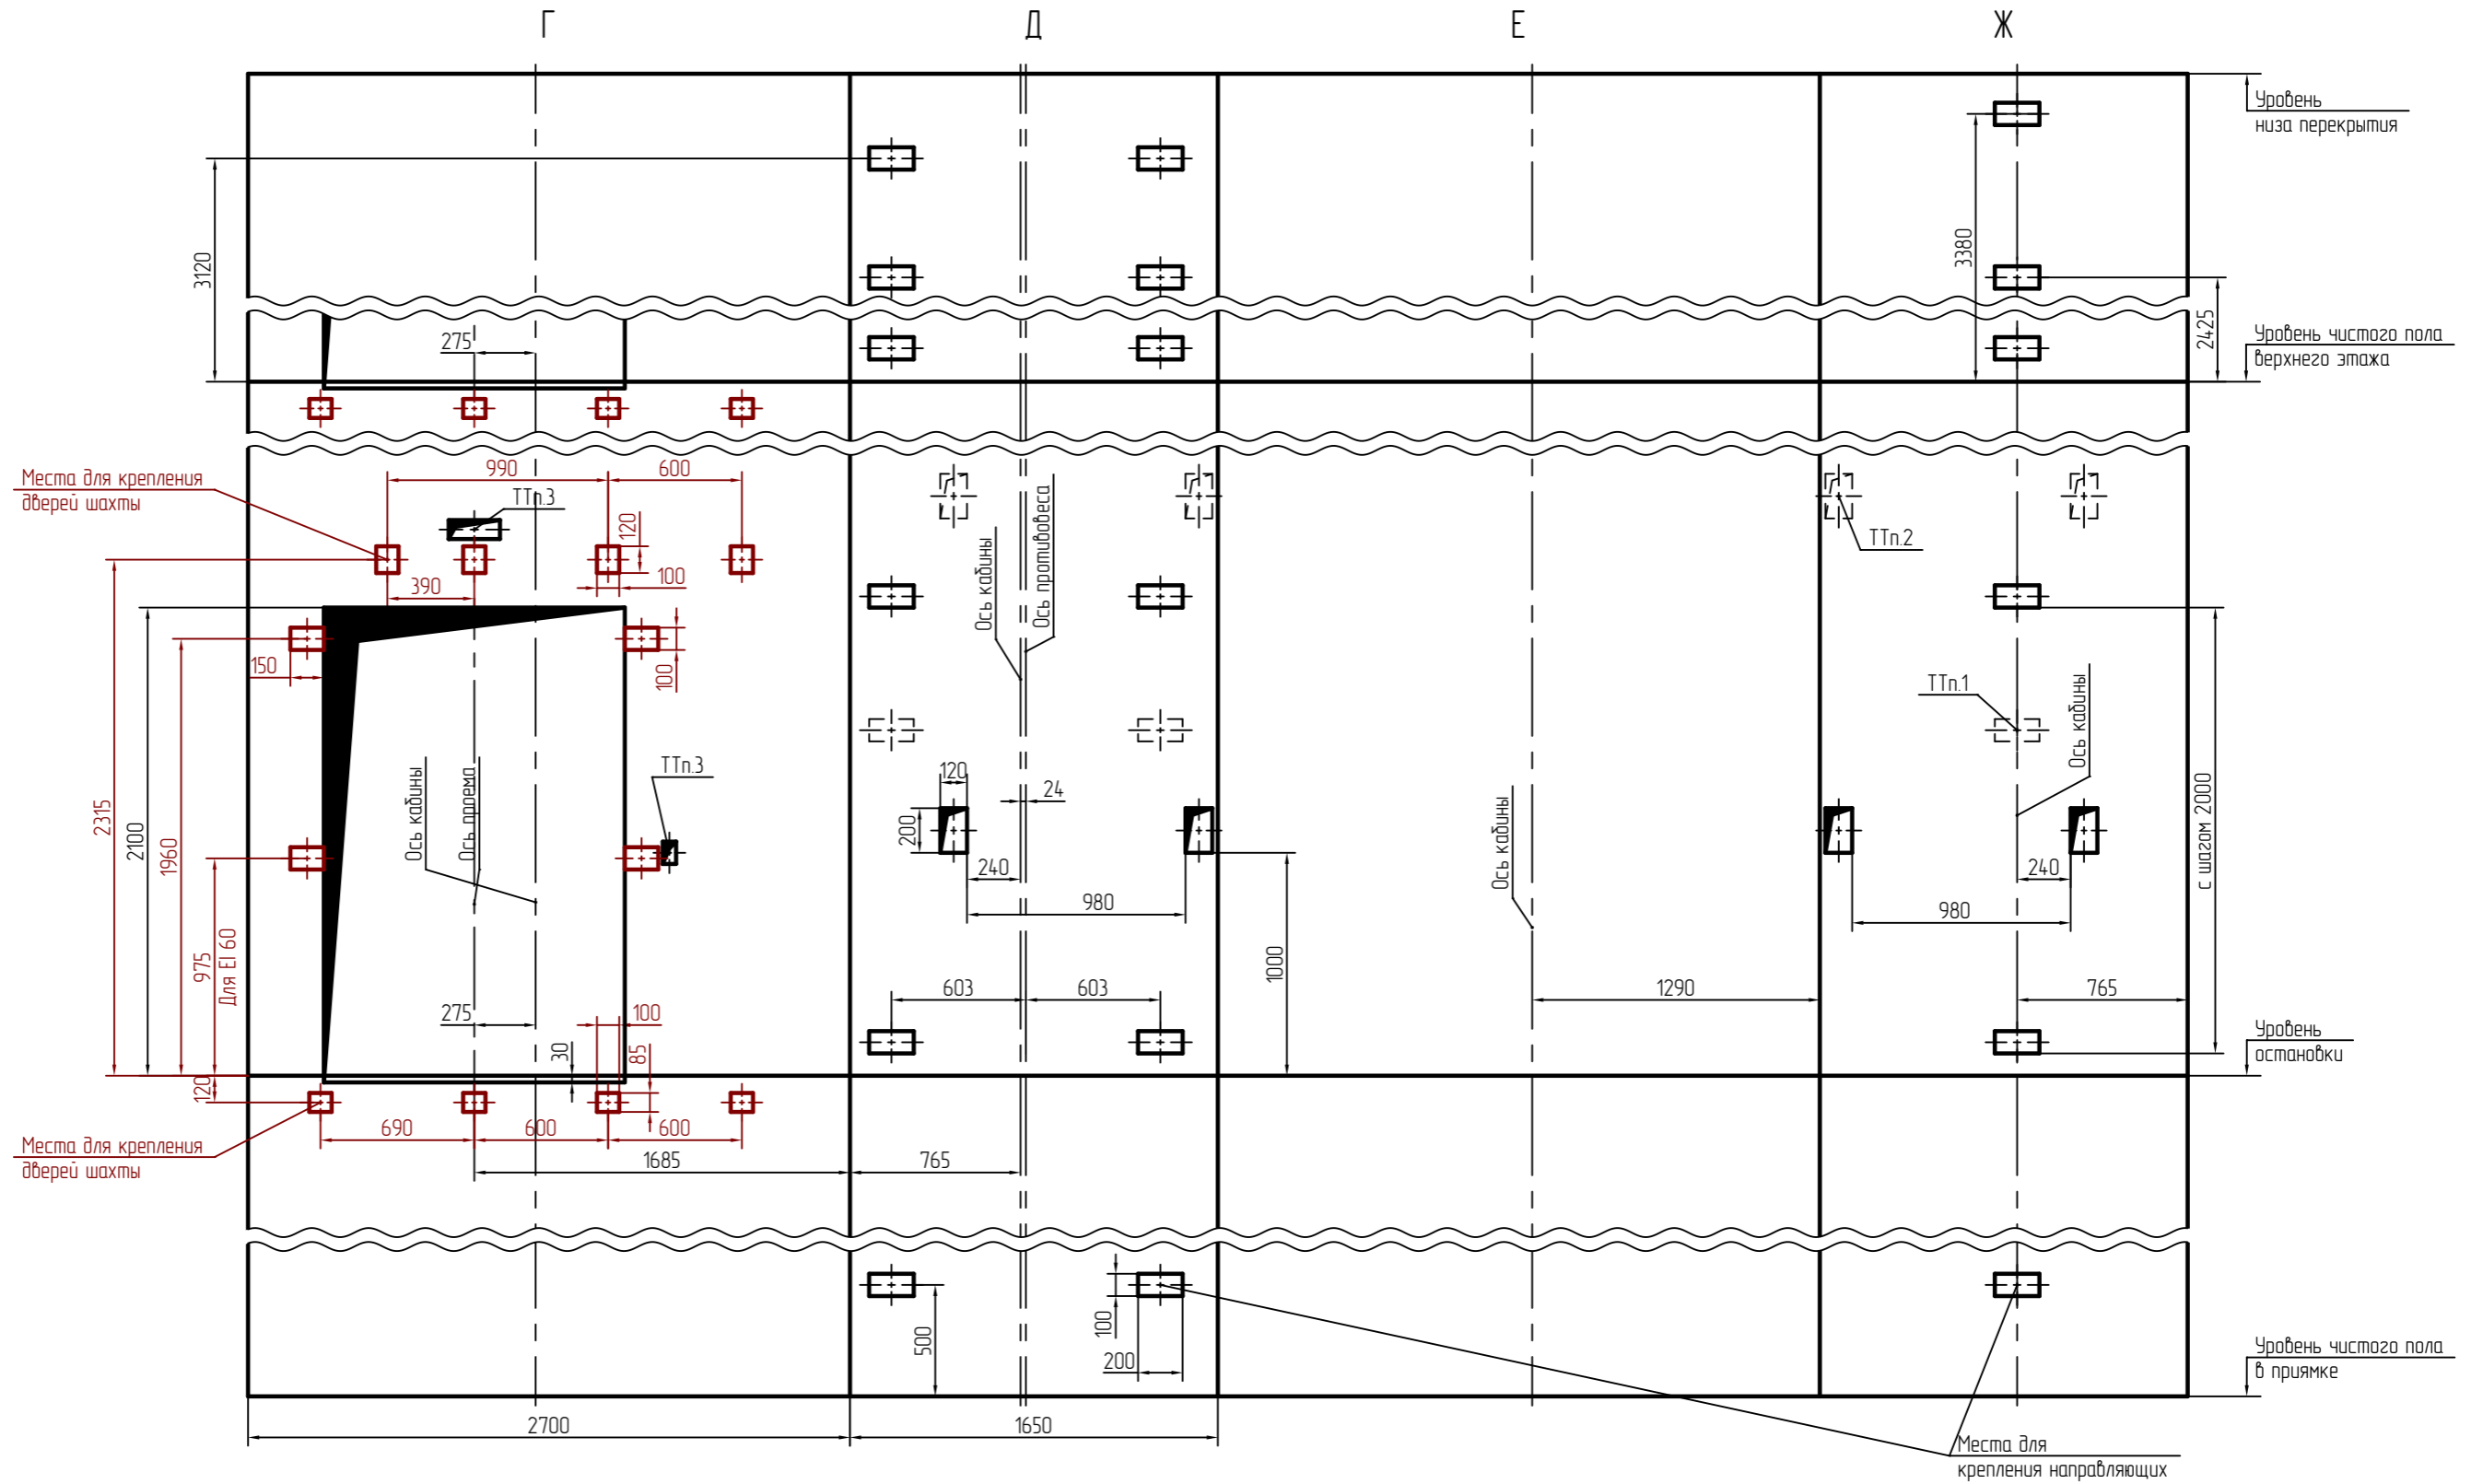 Г
Д
Е
Ж
Уровень
низа перекрытия
3120
3380
2425
275
Уровень чистого пола
верхнего этажа
Места для крепления
дверей шахты
990
600
ТТп.3
120
100
390
Ось кабины
Ось противовеса
ТТп.2
150
100
ТТп.1
Ось кабины
с шагом 2000
2315
2100
1960
975
Для EI 60
Ось кабины
Ось проема
ТТп.3
120
24
200
240
980
1000
Ось кабины
240
980
603
603
1290
765
275
30
100
85
120
Уровень
остановки
690
600
600
Места для крепления
дверей шахты
1685
765
500
100
200
Уровень чистого пола
в приямке
2700
1650
Места для
крепления направляющих